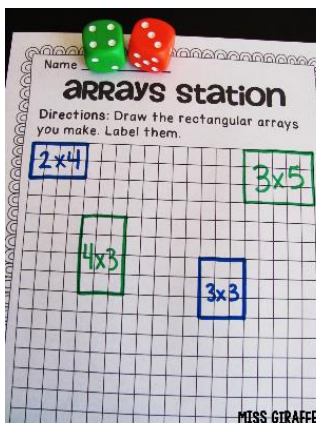 Name
arrays station
Directions: Draw the rectangular arrays
you make. Label them.
2x4
3x5
4x3
3x3
MISS GIRAFFE